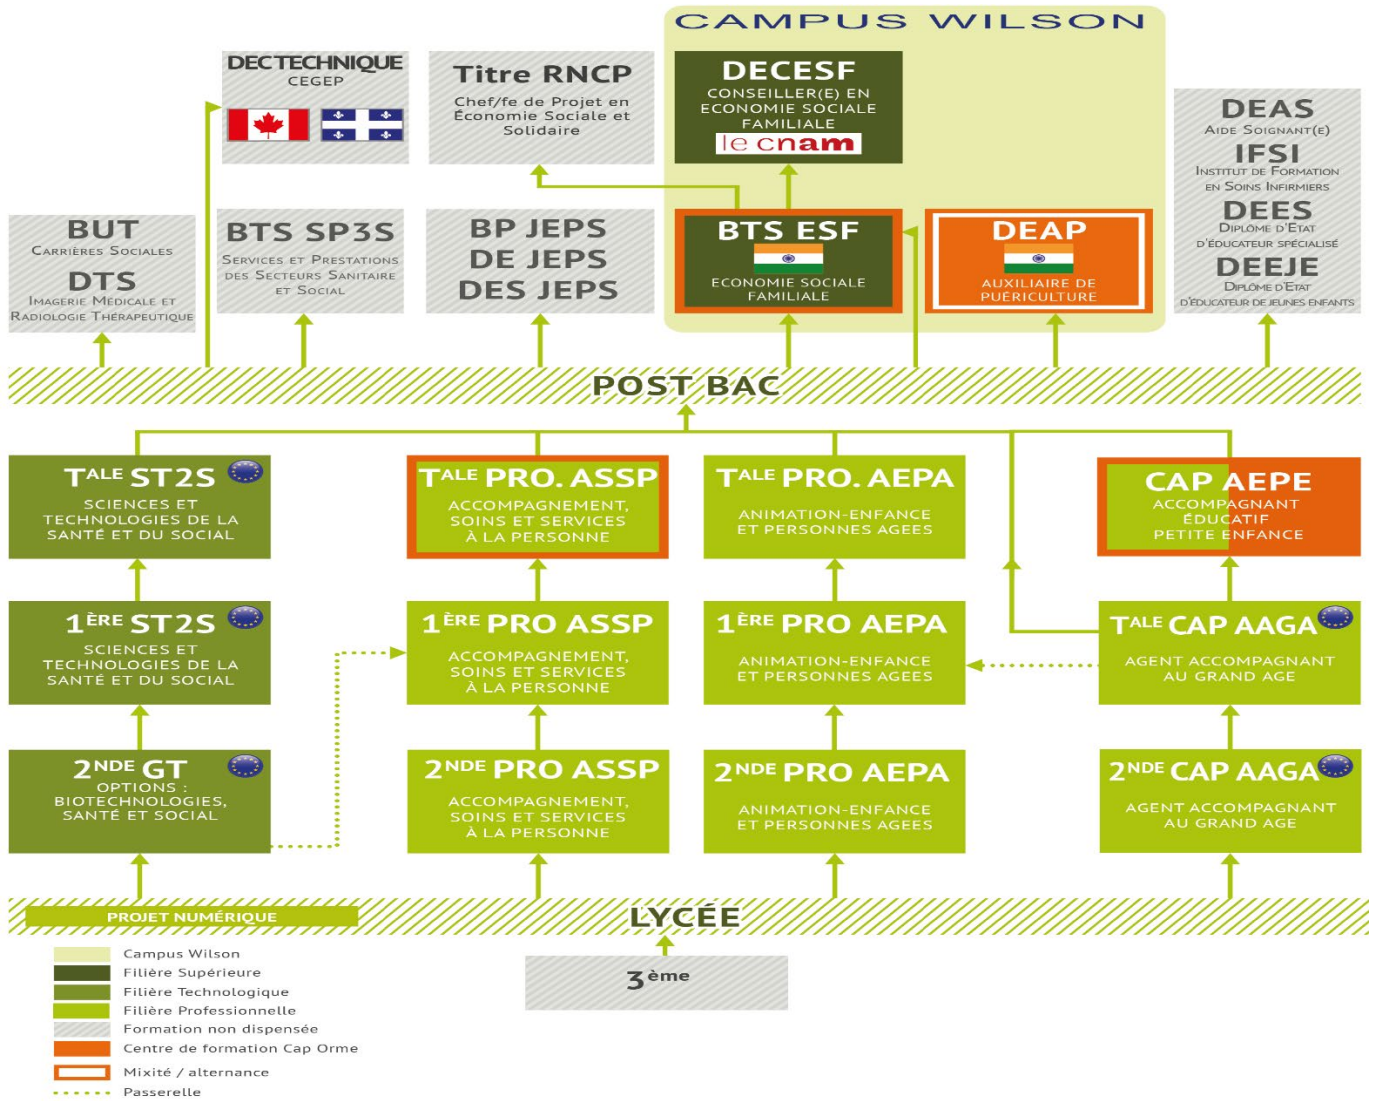 CAMPUS WILSON
DEC TECHNIQUE
CEGEP
Titre RNCP
Chef/fe de Projet en
Économie Sociale et
Solidaire
DECESF
CONSEILLER(E) EN
ECONOMIE SOCIALE
FAMILIALE
le cnam
DEAS
AIDE SOIGNANT(E)
IFSI
INSTITUT DE FORMATION
EN SOINS INFIRMIERS
DEES
DIPLÔME D'ETAT
D'ÉDUCATEUR SPÉCIALISÉ
DEEJE
DIPLÔME D'ETAT
D'ÉDUCATEUR DE JEUNES ENFANTS
BUT
CARRIÈRES SOCIALES
DTS
IMAGERIE MÉDICALE ET
RADIOLOGIE THÉRAPEUTIQUE
BTS SP3S
SERVICES ET PRESTATIONS
DES SECTEURS SANITAIRE
ET SOCIAL
BP JEPS
DE JEPS
DES JEPS
BTS ESF
ECONOMIE SOCIALE
FAMILIALE
DEAP
AUXILIAIRE DE
PUÉRICULTURE
POST BAC
TALE ST2S
SCIENCES ET
TECHNOLOGIES DE LA
SANTÉ ET DU SOCIAL
TALE PRO. ASSP
ACCOMPAGNEMENT,
SOINS ET SERVICES
À LA PERSONNE
TALE PRO. AEPA
ANIMATION-ENFANCE
ET PERSONNES AGEES
CAP AEPE
ACCOMPAGNANT
ÉDUCATIF
PETITE ENFANCE
1ÈRE ST2S
SCIENCES ET
TECHNOLOGIES DE LA
SANTÉ ET DU SOCIAL
1ÈRE PRO ASSP
ACCOMPAGNEMENT,
SOINS ET SERVICES
À LA PERSONNE
1ÈRE PRO AEPA
ANIMATION-ENFANCE
ET PERSONNES AGEES
TALE CAP AAGA
AGENT ACCOMPAGNANT
AU GRAND AGE
2NDE GT
OPTIONS :
BIOTECHNOLOGIES,
SANTÉ ET SOCIAL
2NDE PRO ASSP
ACCOMPAGNEMENT,
SOINS ET SERVICES
À LA PERSONNE
2NDE PRO AEPA
ANIMATION-ENFANCE
ET PERSONNES AGEES
2NDE CAP AAGA
AGENT ACCOMPAGNANT
AU GRAND AGE
PROJET NUMÉRIQUE
LYCÉE
3ème
Campus Wilson
Filière Supérieure
Filière Technologique
Filière Professionnelle
Formation non dispensée
Centre de formation Cap Orme
Mixité / alternance
Passerelle